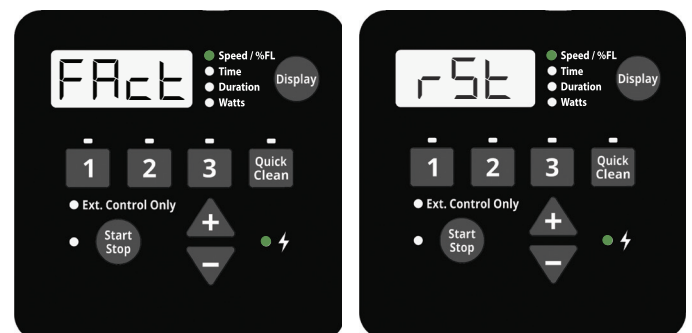 FAct
Speed / %FL
Time
Duration
Watts
Display
1 2 3 Quick Clean
Ext. Control Only
Start Stop
+
−
rSt
Speed / %FL
Time
Duration
Watts
Display
1 2 3 Quick Clean
Ext. Control Only
Start Stop
+
−